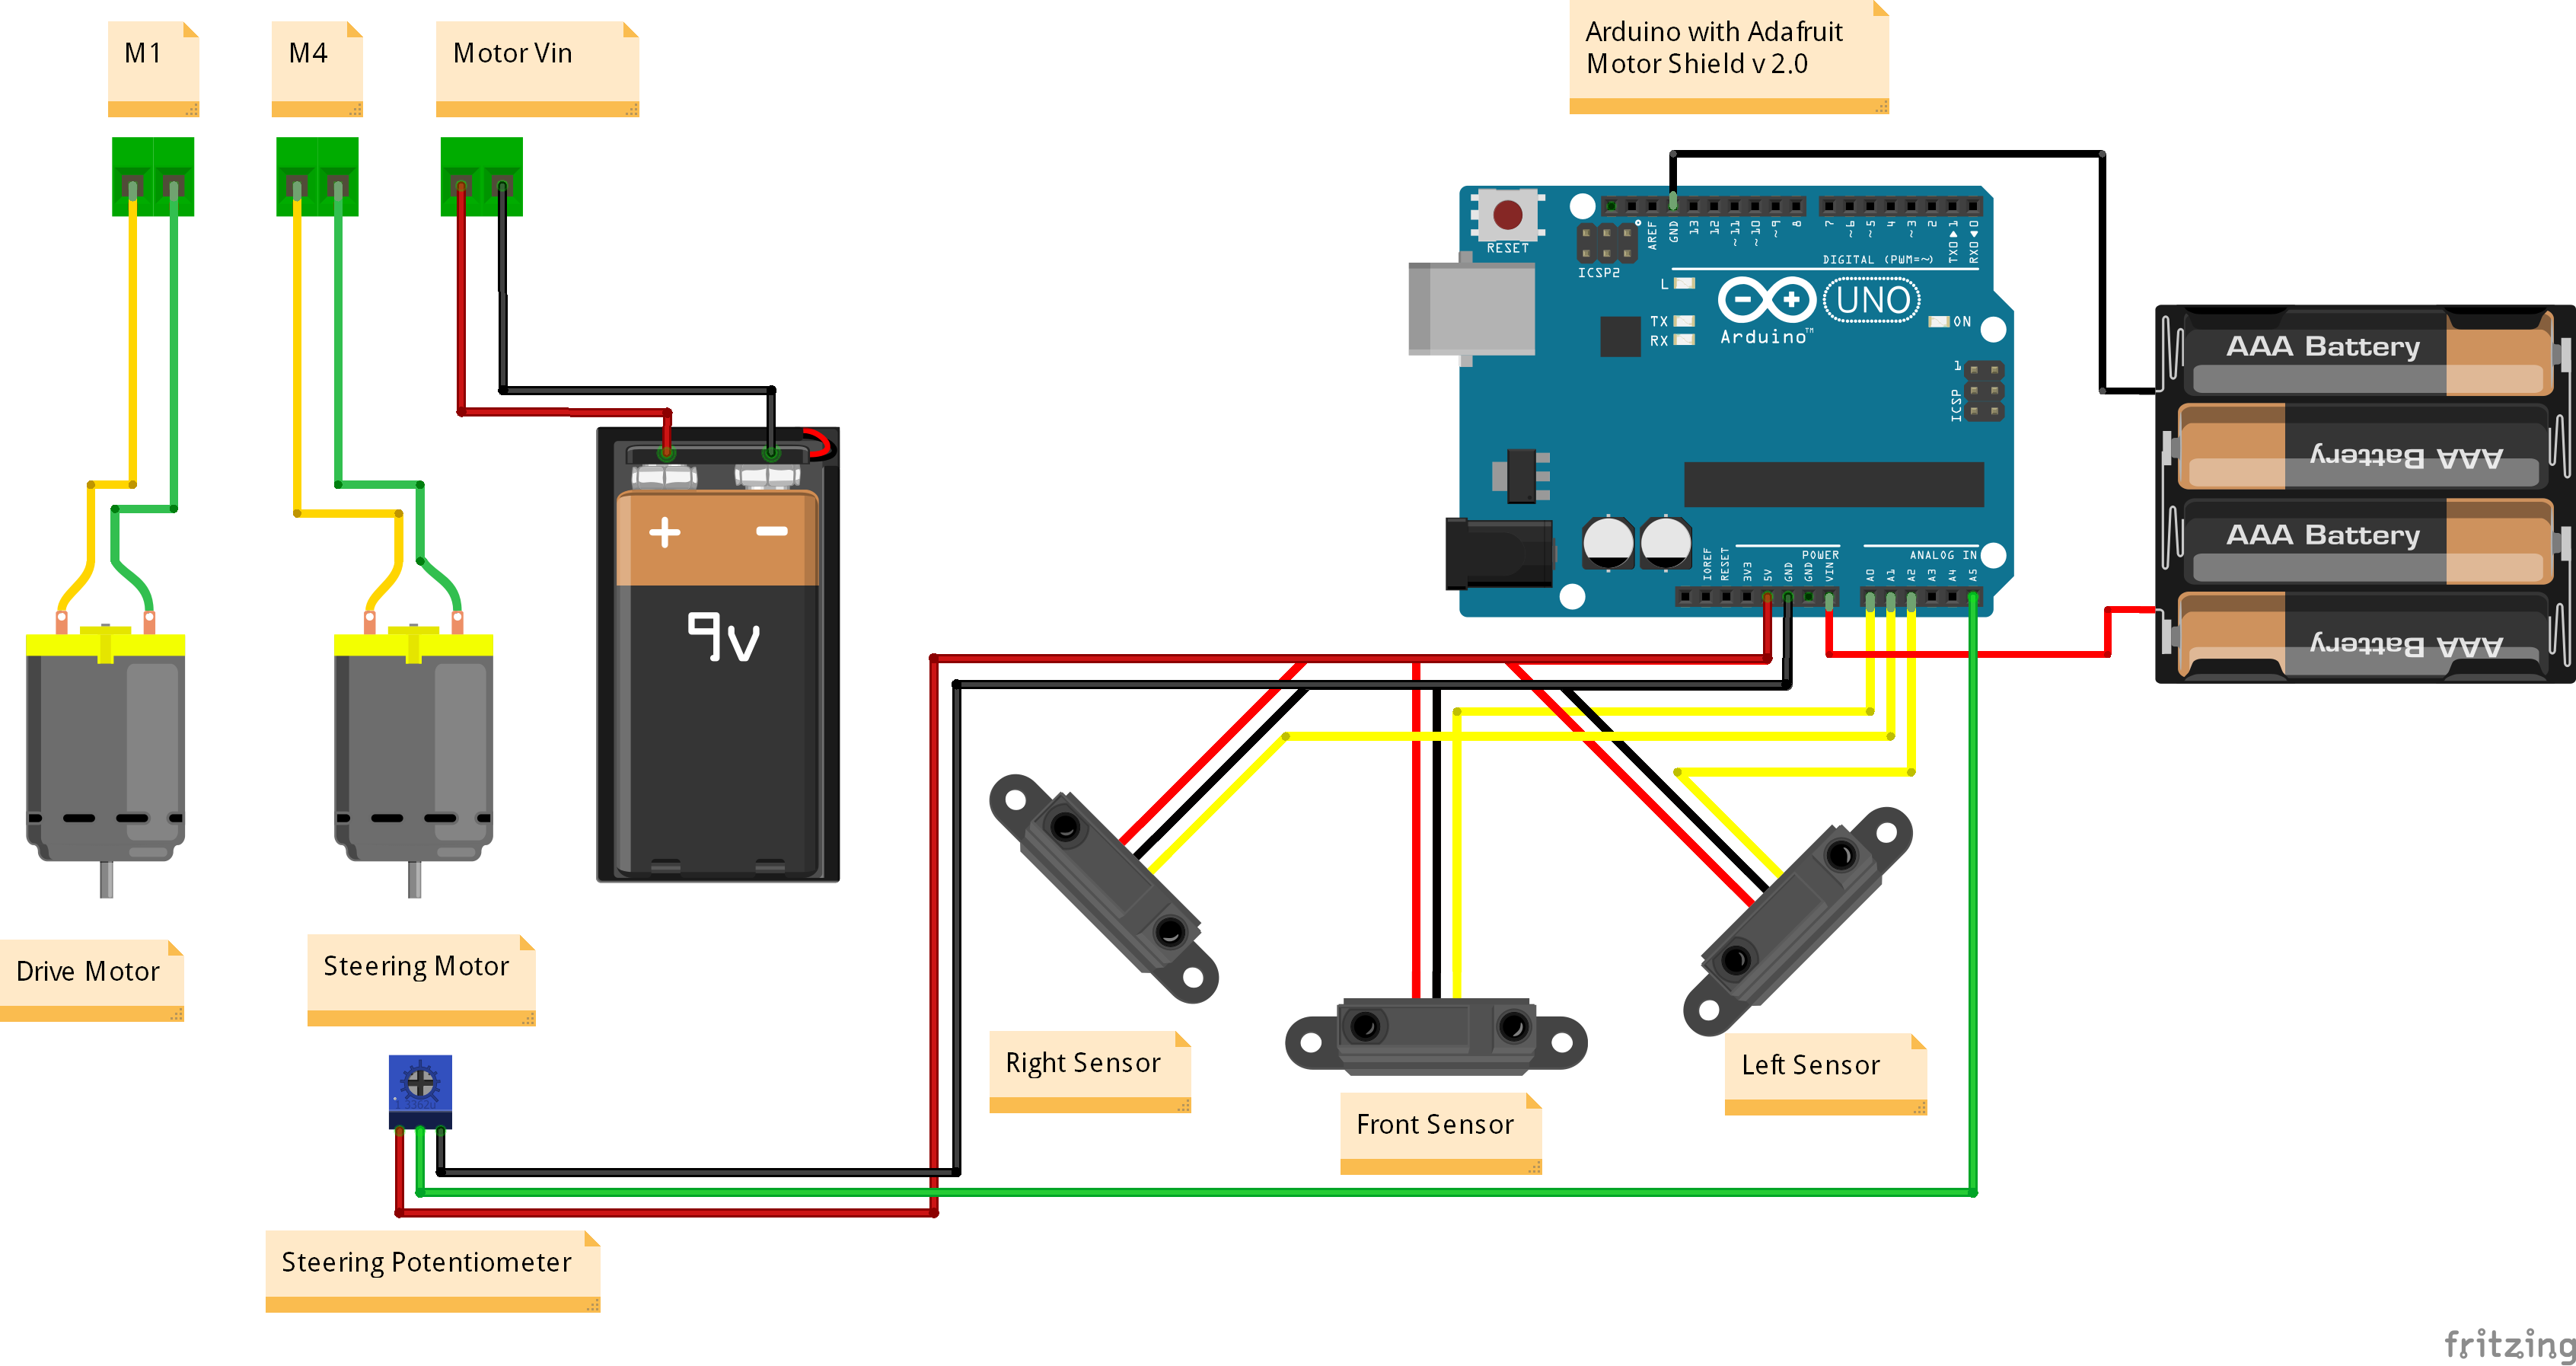 M1
M4
Motor Vin
Arduino with Adafruit
Motor Shield v 2.0
RESET
ICSP2
AREF
GND
13
12
~11
~10
~9
8
7
~6
~5
4
~3
2
TX0▶1
RX0◀0
DIGITAL (PWM=~)
L
TX
RX
Arduino™
UNO
ON
1
ICSP
IOREF
RESET
3V3
5V
GND
GND
VIN
POWER
A0
A1
A2
A3
A4
A5
ANALOG IN
AAA Battery
AAA Battery
AAA Battery
AAA Battery
+ −
9v
Drive Motor
Steering Motor
Right Sensor
Front Sensor
Left Sensor
Steering Potentiometer
fritzing